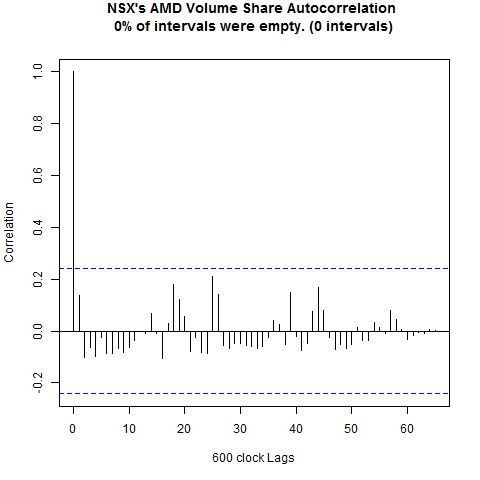 NSX's AMD Volume Share Autocorrelation
0% of intervals were empty. (0 intervals)
Correlation
1.0
0.8
0.6
0.4
0.2
0.0
-0.2
0 10 20 30 40 50 60
600 clock Lags